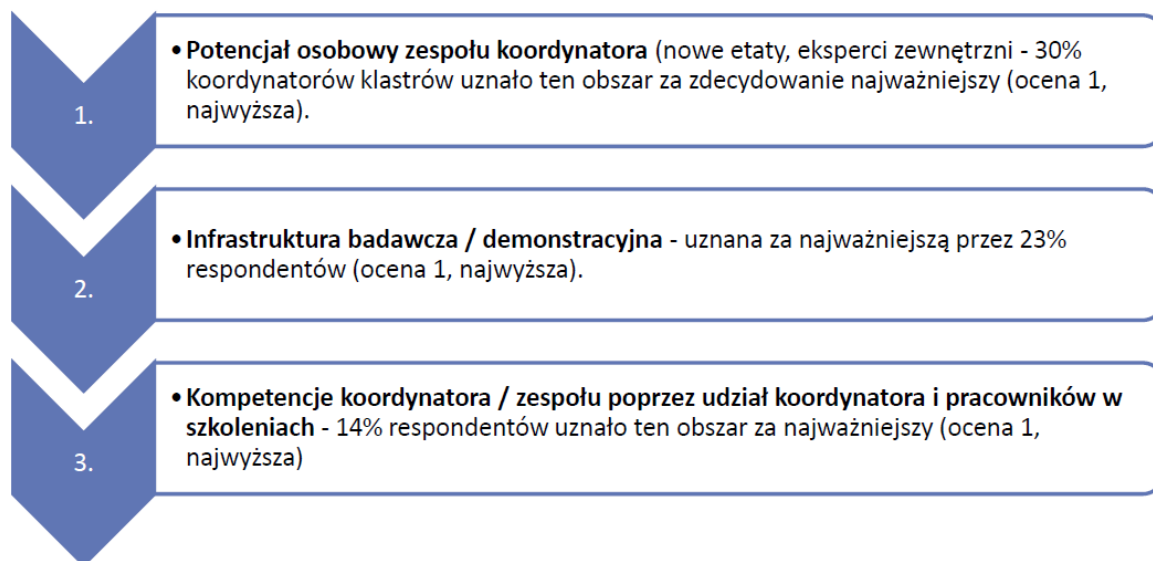 1.
• Potencjał osobowy zespołu koordynatora (nowe etaty, eksperci zewnętrzni - 30%
koordynatorów klastrów uznało ten obszar za zdecydowanie najważniejszy (ocena 1,
najwyższa).
2.
• Infrastruktura badawcza / demonstracyjna - uznana za najważniejszą przez 23%
respondentów (ocena 1, najwyższa).
3.
• Kompetencje koordynatora / zespołu poprzez udział koordynatora i pracowników w
szkoleniach - 14% respondentów uznało ten obszar za najważniejszy (ocena 1,
najwyższa)